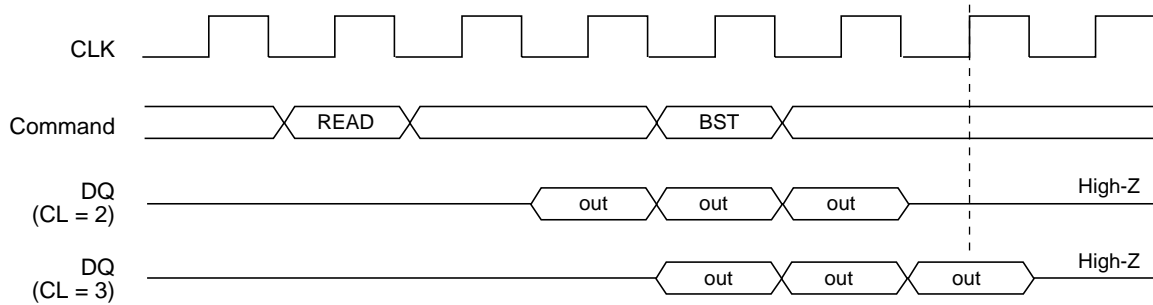 CLK
Command
READ
BST
DQ
(CL = 2)
out
out
out
High-Z
DQ
(CL = 3)
out
out
out
High-Z